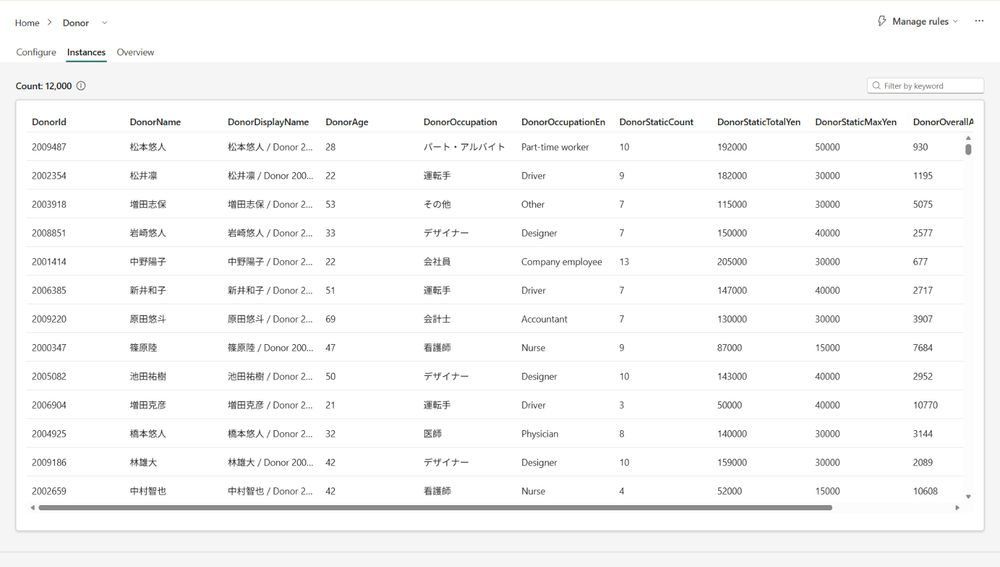 Home > Donor
Manage rules
Configure Instances Overview
Count: 12,000
Filter by keyword
DonorId DonorName DonorDisplayName DonorAge DonorOccupation DonorOccupationEn DonorStaticCount DonorStaticTotalYen DonorStaticMaxYen DonorOverallA
2009487 松本悠人 松本悠人 / Donor 2... 28 パート・アルバイト Part-time worker 10 192000 50000 930
2002354 松井凛 松井凛 / Donor 200... 22 運転手 Driver 9 182000 30000 1195
2003918 増田志保 増田志保 / Donor 2... 53 その他 Other 7 115000 30000 5075
2008851 岩崎悠人 岩崎悠人 / Donor 2... 33 デザイナー Designer 7 150000 40000 2577
2001414 中野陽子 中野陽子 / Donor 2... 22 会社員 Company employee 13 205000 30000 677
2006385 新井和子 新井和子 / Donor 2... 51 運転手 Driver 7 147000 40000 2717
2009220 原田悠斗 原田悠斗 / Donor 2... 69 会計士 Accountant 7 130000 30000 3907
2000347 篠原陸 篠原陸 / Donor 200... 47 看護師 Nurse 9 87000 15000 7684
2005082 池田祐樹 池田祐樹 / Donor 2... 50 デザイナー Designer 10 143000 40000 2952
2006904 増田克彦 増田克彦 / Donor 2... 21 運転手 Driver 3 50000 40000 10770
2004925 橋本悠人 橋本悠人 / Donor 2... 32 医師 Physician 8 140000 30000 3144
2009186 林雄大 林雄大 / Donor 200... 42 デザイナー Designer 10 159000 30000 2089
2002659 中村智也 中村智也 / Donor 2... 42 看護師 Nurse 4 52000 15000 10608